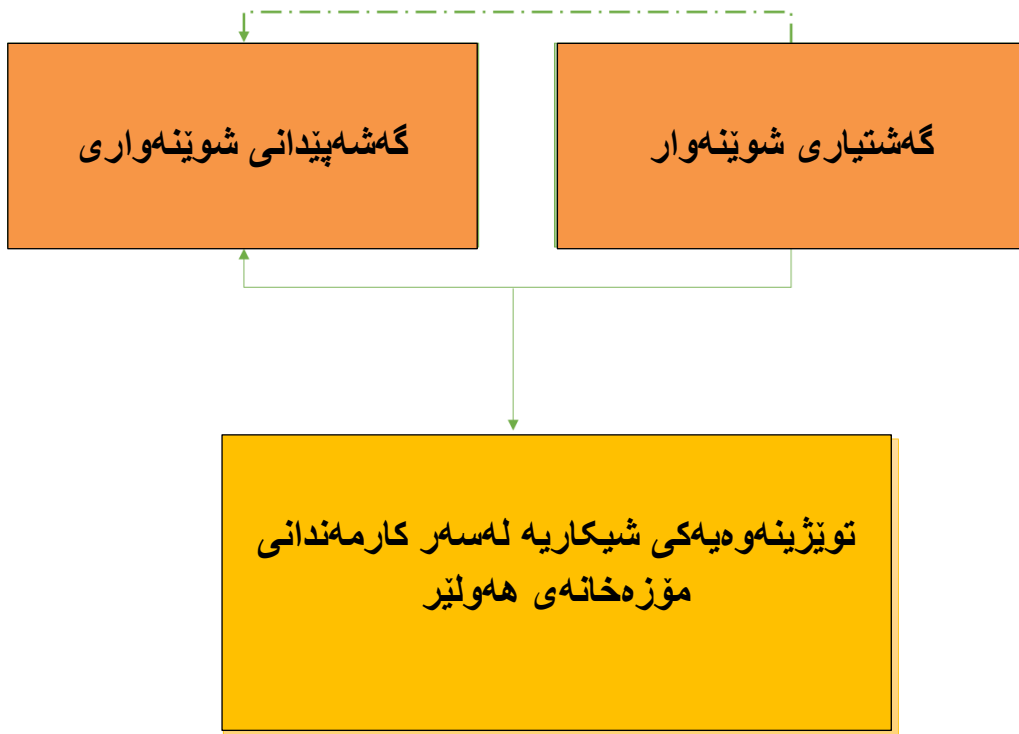 گەشتیاری شوێنەوار
گەشەپێدانی شوێنەواری
توێژینەوەیەکی شیکاریە لەسەر کارمەندانی
مۆزەخانەی هەولێر